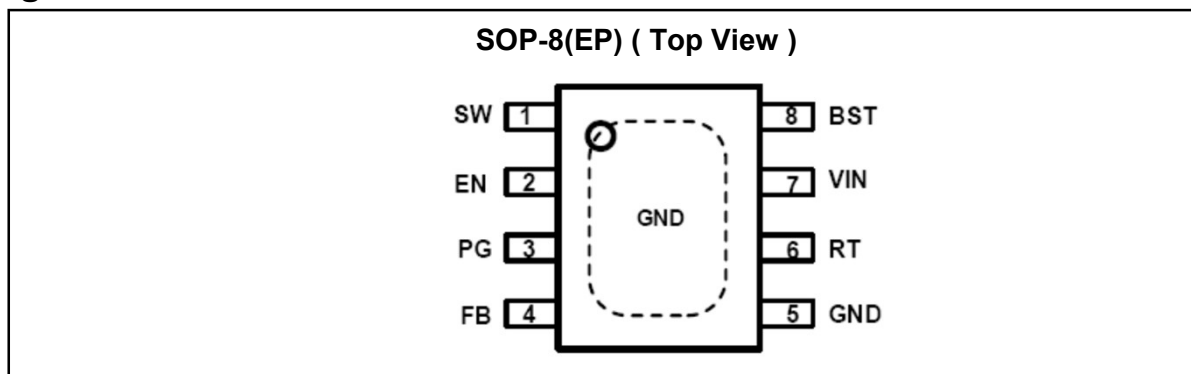 SOP-8(EP) ( Top View )
SW 1 8 BST
EN 2 7 VIN
GND
PG 3 6 RT
FB 4 5 GND